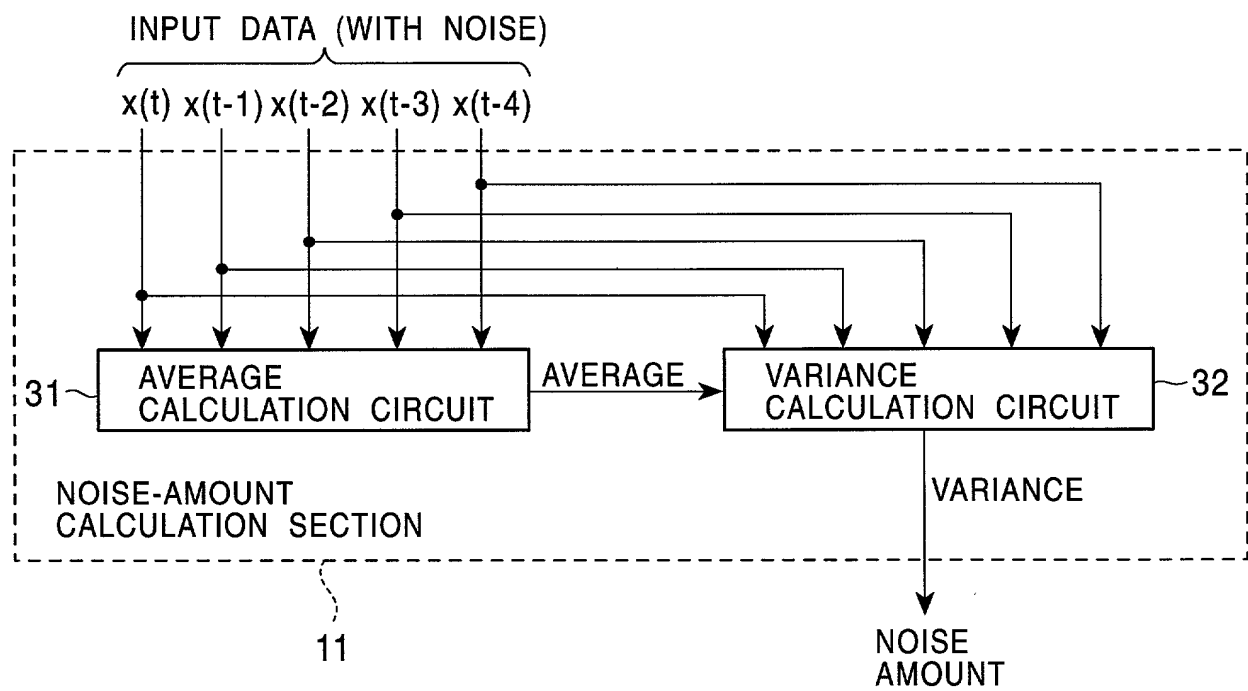 INPUT DATA (WITH NOISE)
x(t) x(t-1) x(t-2) x(t-3) x(t-4)
31
AVERAGE
CALCULATION CIRCUIT
AVERAGE
VARIANCE
CALCULATION CIRCUIT
32
NOISE-AMOUNT
CALCULATION SECTION
VARIANCE
11
NOISE
AMOUNT